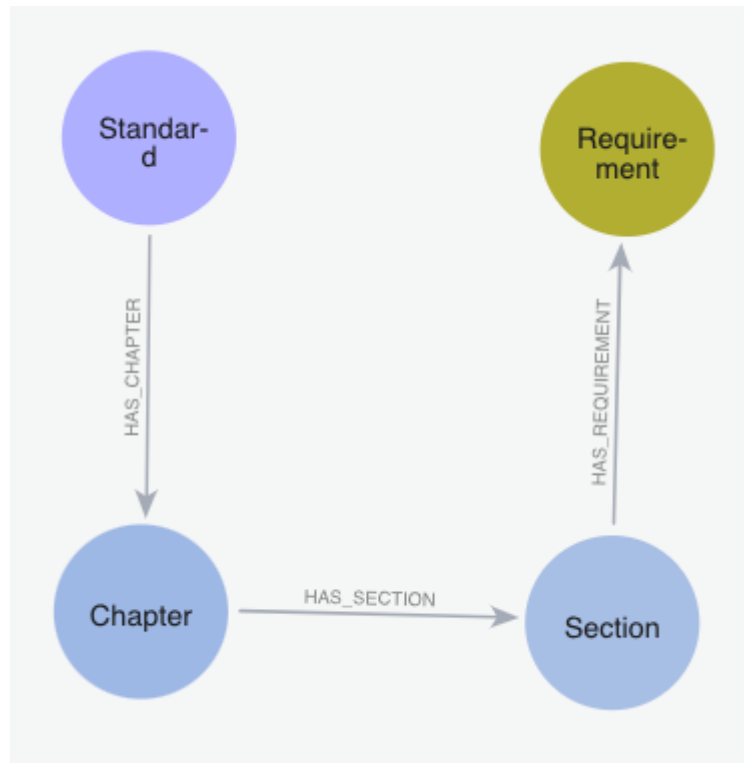 Standar-
d
Require-
ment
HAS_CHAPTER
HAS_REQUIREMENT
Chapter
HAS_SECTION
Section